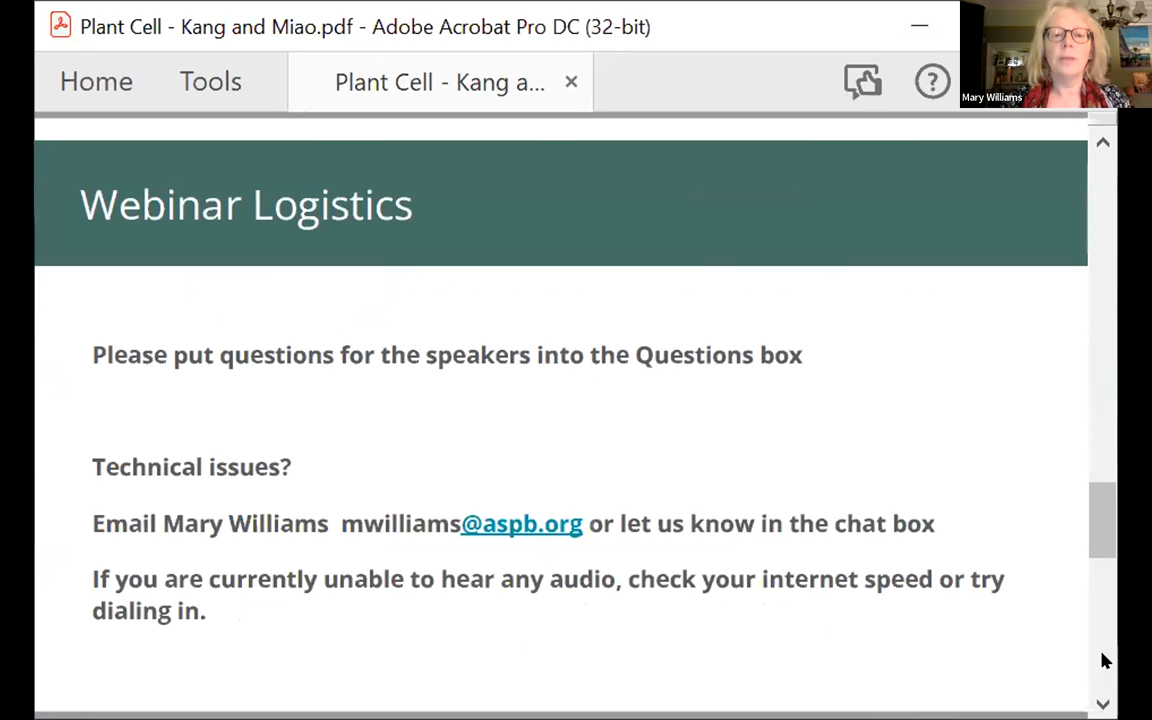 Plant Cell - Kang and Miao.pdf - Adobe Acrobat Pro DC (32-bit)
Home Tools Plant Cell - Kang a...
Mary Williams
Webinar Logistics
Please put questions for the speakers into the Questions box
Technical issues?
Email Mary Williams mwilliams@aspb.org or let us know in the chat box
If you are currently unable to hear any audio, check your internet speed or try
dialing in.